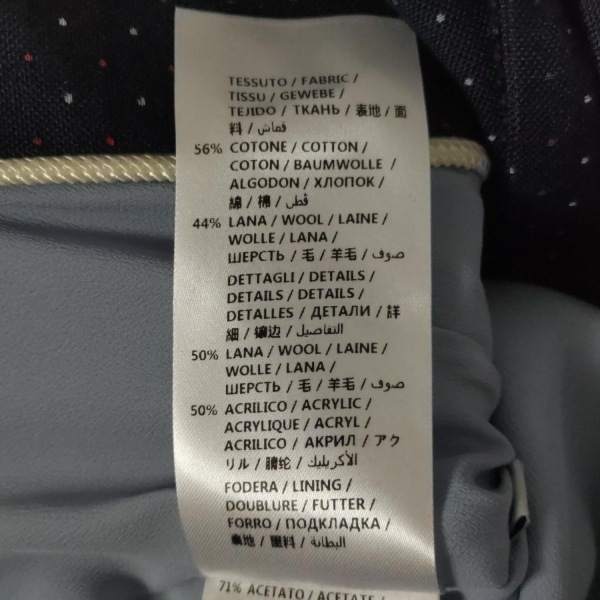 TESSUTO / FABRIC /
TISSU / GEWEBE /
TEJIDO / ТКАНЬ / 表地 / 面
料 / قماش
56% COTONE / COTTON /
COTON / BAUMWOLLE /
ALGODON / ХЛОПОК /
綿 / 棉 / قطن
44% LANA / WOOL / LAINE /
WOLLE / LANA /
ШЕРСТЬ / 毛 / 羊毛 / صوف
DETTAGLI / DETAILS /
DETAILS / DETAILS /
DETALLES / ДЕТАЛИ / 詳
細 / 镶边 / التفاصيل
50% LANA / WOOL / LAINE /
WOLLE / LANA /
ШЕРСТЬ / 毛 / 羊毛 / صوف
50% ACRILICO / ACRYLIC /
ACRYLIQUE / ACRYL /
ACRILICO / АКРИЛ / アク
リル / 腈纶 / الأكريليك
FODERA / LINING /
DOUBLURE / FUTTER /
FORRO / ПОДКЛАДКА /
裏地 / 里料 / البطانة
71% ACETATO / ACETATE /